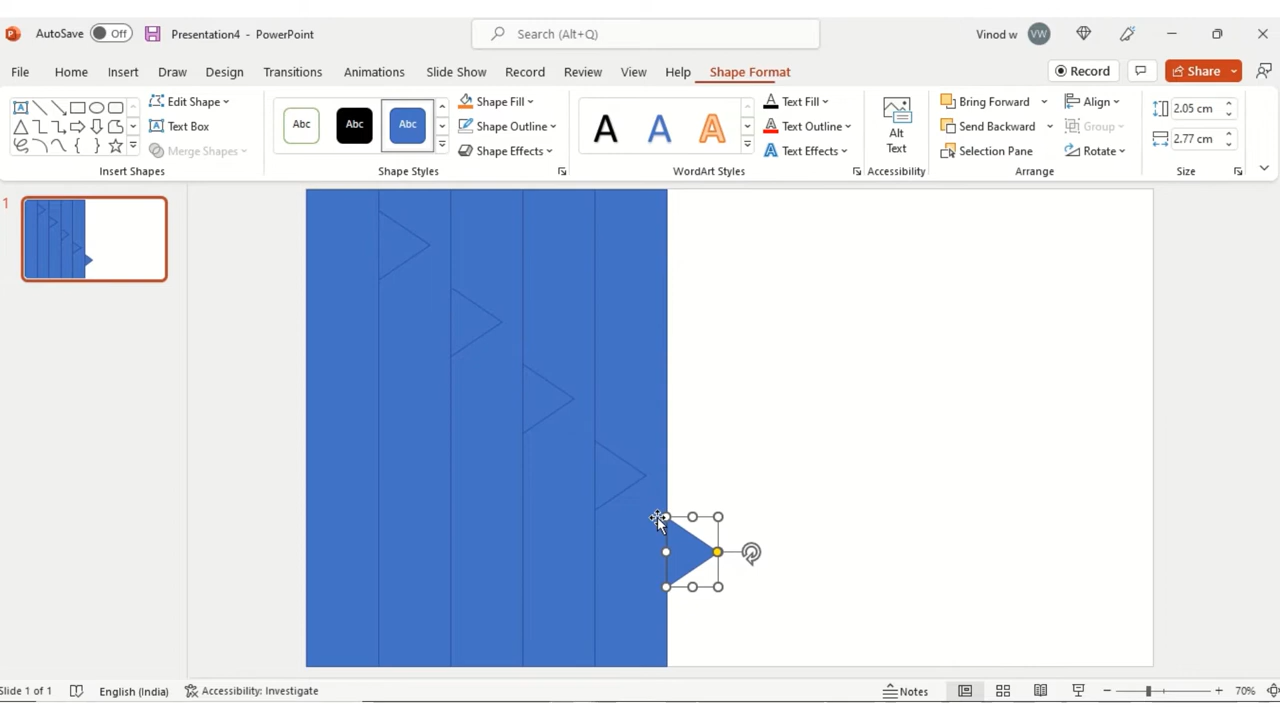 AutoSave Off Presentation4 - PowerPoint Search (Alt+Q) Vinod w VW
File Home Insert Draw Design Transitions Animations Slide Show Record Review View Help Shape Format Record Share
Edit Shape
Text Box
Merge Shapes
Insert Shapes
Abc Abc Abc
Shape Fill
Shape Outline
Shape Effects
Shape Styles
A A A
Text Fill
Text Outline
Text Effects
WordArt Styles
Alt
Text
Accessibility
Bring Forward
Send Backward
Selection Pane
Align
Group
Rotate
Arrange
2.05 cm
2.77 cm
Size
1
Slide 1 of 1 English (India) Accessibility: Investigate Notes 70%